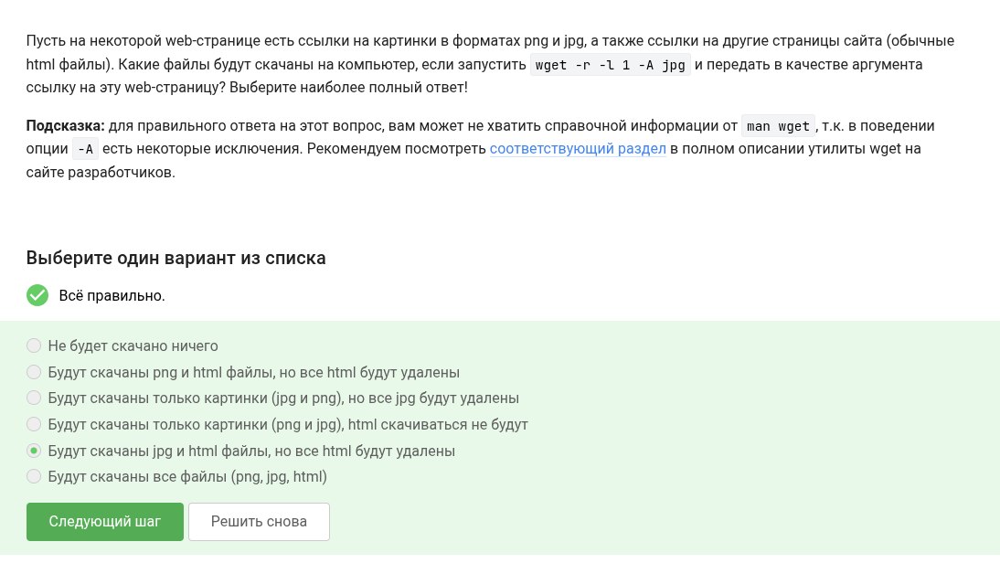 Пусть на некоторой web-странице есть ссылки на картинки в форматах png и jpg, а также ссылки на другие страницы сайта (обычные
html файлы). Какие файлы будут скачаны на компьютер, если запустить wget -r -l 1 -A jpg и передать в качестве аргумента
ссылку на эту web-страницу? Выберите наиболее полный ответ!
Подсказка: для правильного ответа на этот вопрос, вам может не хватить справочной информации от man wget, т.к. в поведении
опции -A есть некоторые исключения. Рекомендуем посмотреть соответствующий раздел в полном описании утилиты wget на
сайте разработчиков.
Выберите один вариант из списка
Всё правильно.
Не будет скачано ничего
Будут скачаны png и html файлы, но все html будут удалены
Будут скачаны только картинки (jpg и png), но все jpg будут удалены
Будут скачаны только картинки (png и jpg), html скачиваться не будут
Будут скачаны jpg и html файлы, но все html будут удалены
Будут скачаны все файлы (png, jpg, html)
Следующий шаг Решить снова